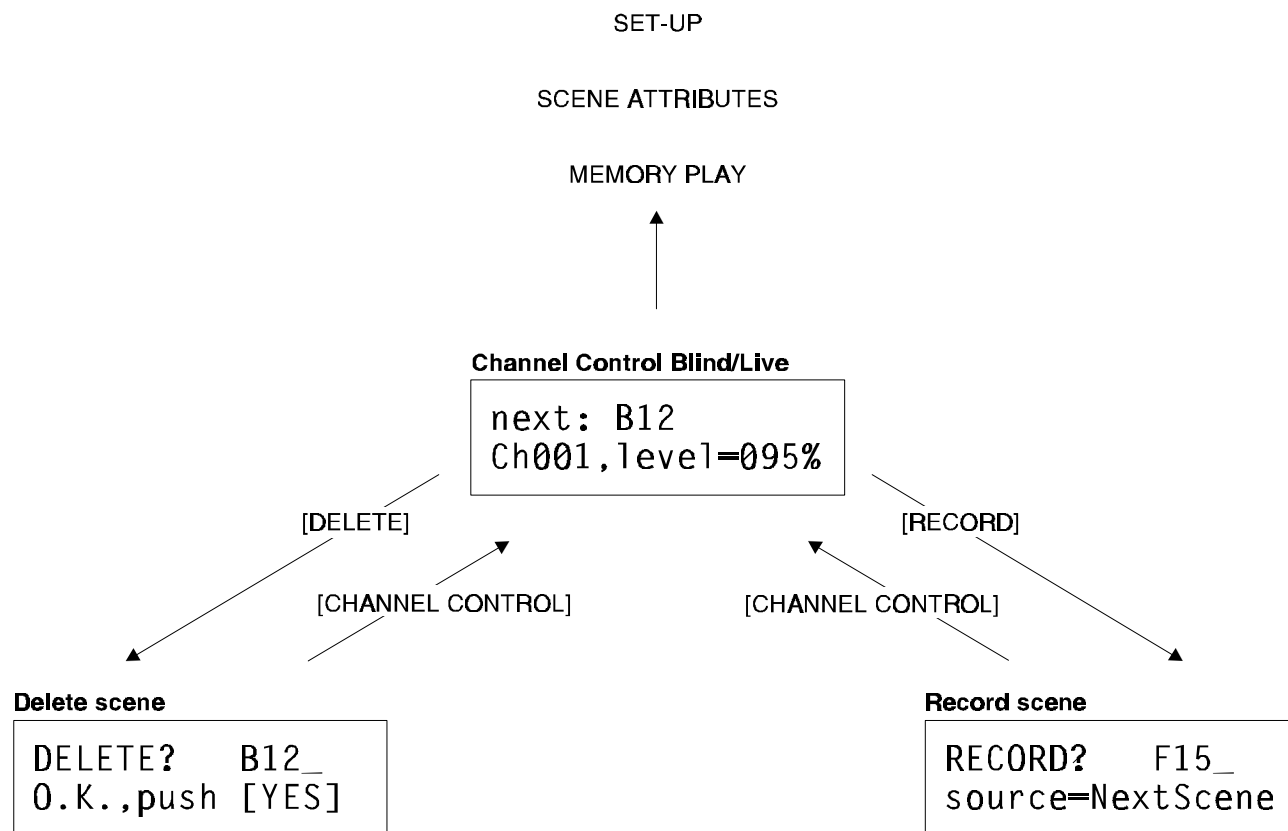 SET-UP
SCENE ATTRIBUTES
MEMORY PLAY
Channel Control Blind/Live
next: B12
Ch001,level=095%
[DELETE]
[RECORD]
[CHANNEL CONTROL]
[CHANNEL CONTROL]
Delete scene
DELETE? B12_
O.K.,push [YES]
Record scene
RECORD? F15_
source=NextScene